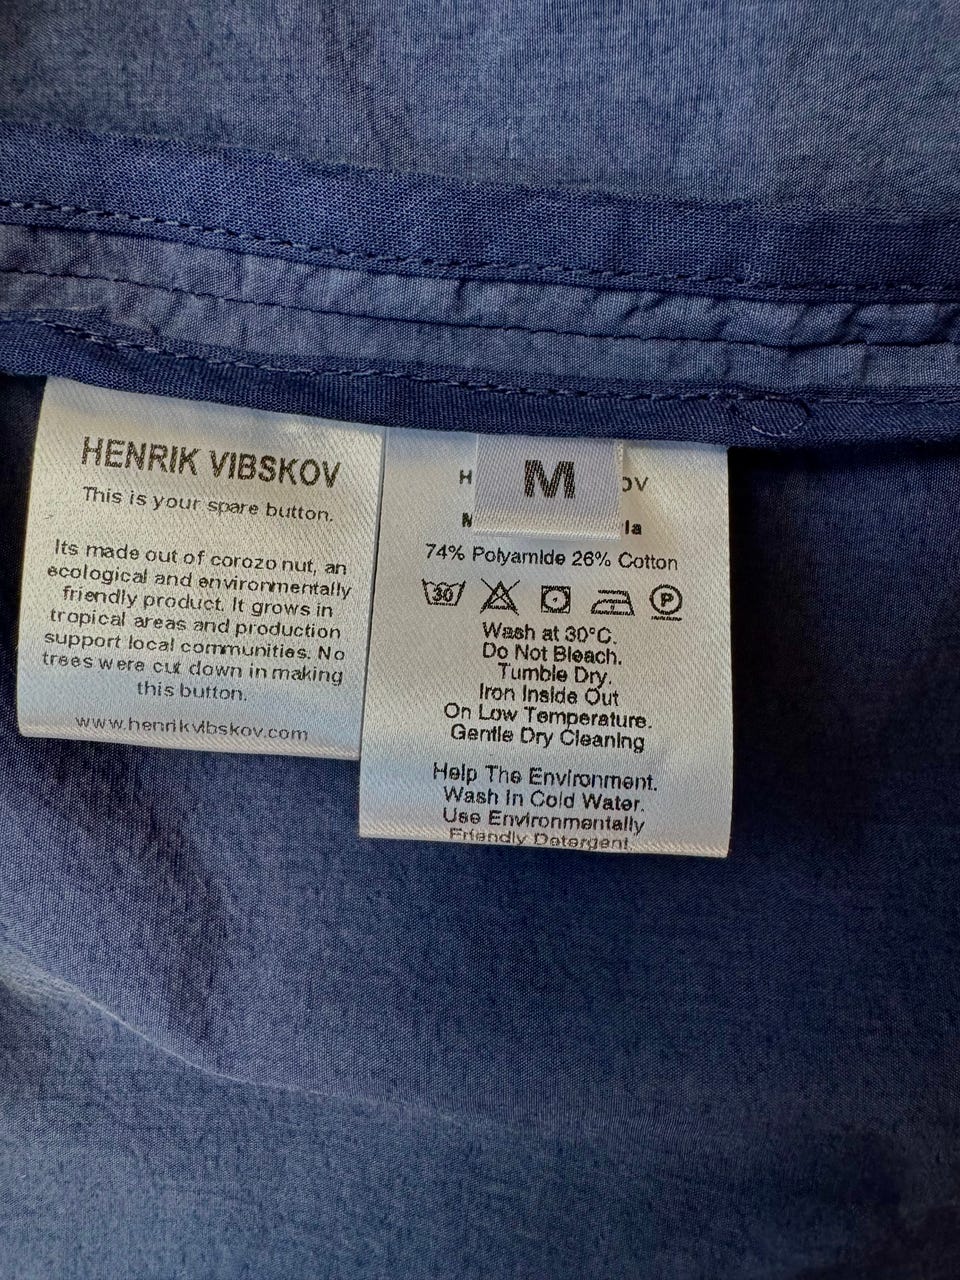 HENRIK VIBSKOV
This is your spare button.
Its made out of corozo nut, an
ecological and environmentally
friendly product. It grows in
tropical areas and production
support local communities. No
trees were cut down in making
this button.
www.henrikvibskov.com
M
H OV
la
74% Polyamide 26% Cotton
30 P
Wash at 30°C.
Do Not Bleach.
Tumble Dry.
Iron Inside Out
On Low Temperature.
Gentle Dry Cleaning
Help The Environment.
Wash In Cold Water.
Use Environmentally
Friendly Detergent.